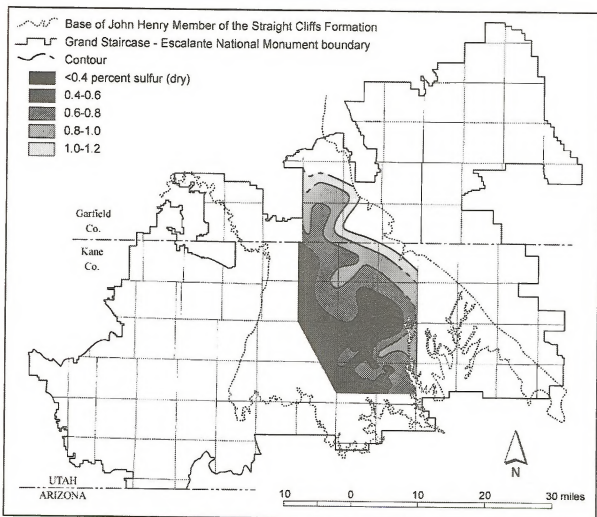 Base of John Henry Member of the Straight Cliffs Formation
Grand Staircase - Escalante National Monument boundary
Contour
<0.4 percent sulfur (dry)
0.4-0.6
0.6-0.8
0.8-1.0
1.0-1.2
Garfield
Co.
Kane
Co.
UTAH
ARIZONA
N
10 0 10 20 30 miles